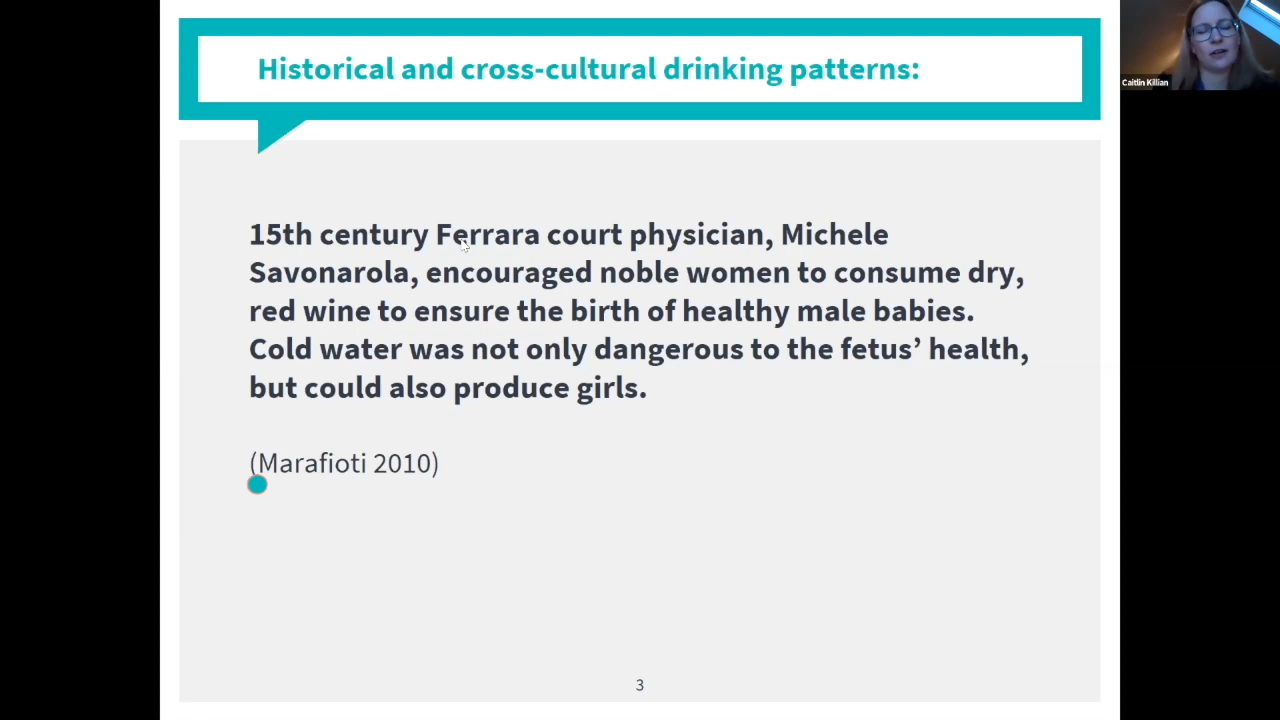 Historical and cross-cultural drinking patterns:
Caitlin Killian
15th century Ferrara court physician, Michele
Savonarola, encouraged noble women to consume dry,
red wine to ensure the birth of healthy male babies.
Cold water was not only dangerous to the fetus’ health,
but could also produce girls.
(Marafioti 2010)
3